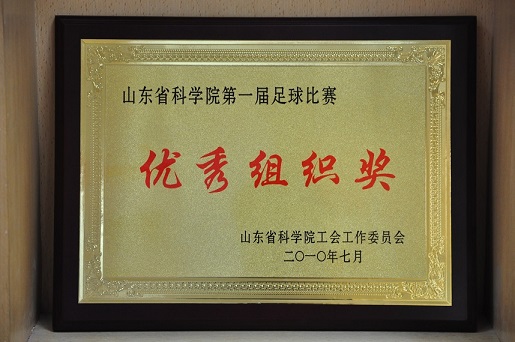 山东省科学院第一届足球比赛
优秀组织奖
山东省科学院工会工作委员会
二〇一〇年七月